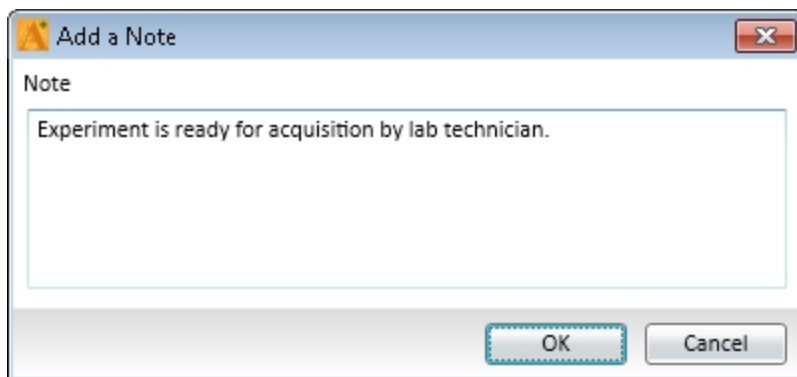 Add a Note
Note
Experiment is ready for acquisition by lab technician.
OK Cancel